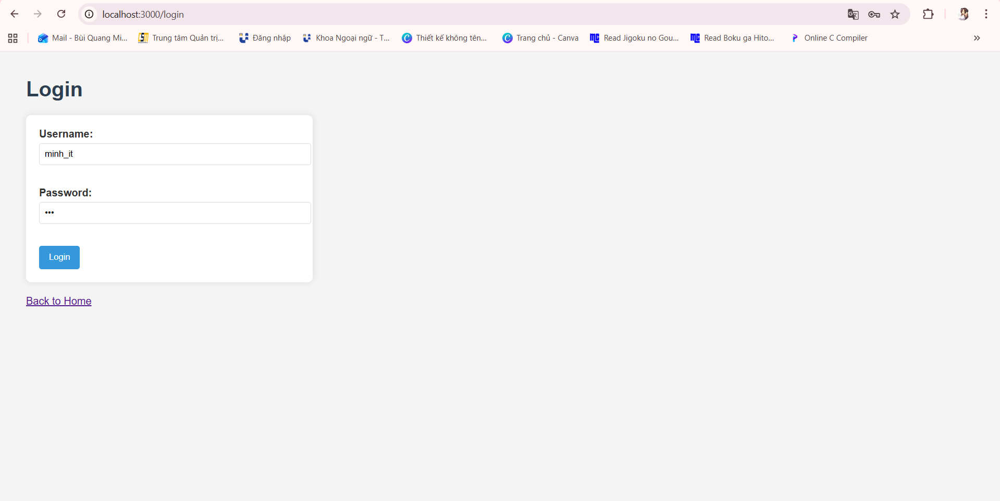 localhost:3000/login
Mail - Bùi Quang Mi... Trung tâm Quản trị... Đăng nhập Khoa Ngoại ngữ - T... Thiết kế không tên... Trang chủ - Canva Read Jigoku no Gou... Read Boku ga Hito... Online C Compiler
Login
Username:
minh_it
Password:
•••
Login
Back to Home